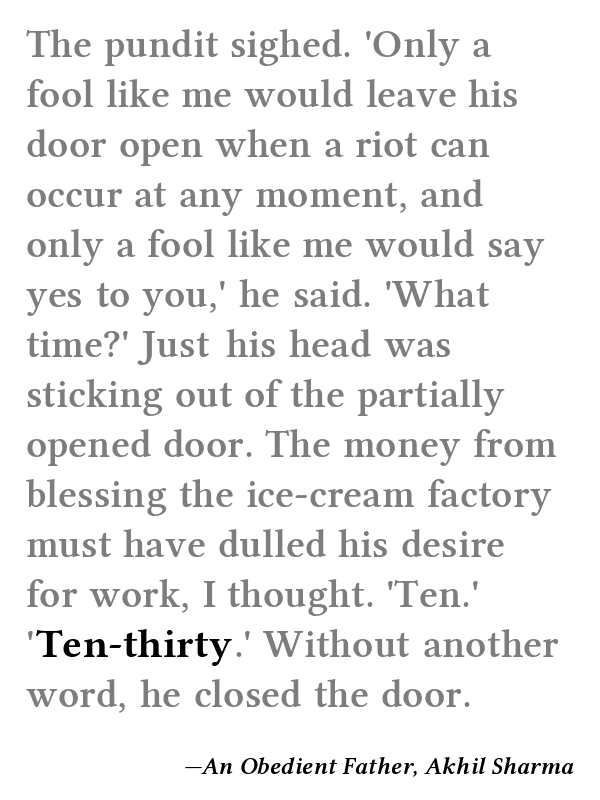 The pundit sighed. 'Only a
fool like me would leave his
door open when a riot can
occur at any moment, and
only a fool like me would say
yes to you,' he said. 'What
time?' Just his head was
sticking out of the partially
opened door. The money from
blessing the ice-cream factory
must have dulled his desire
for work, I thought. 'Ten.'
'Ten-thirty.' Without another
word, he closed the door.
—An Obedient Father, Akhil Sharma